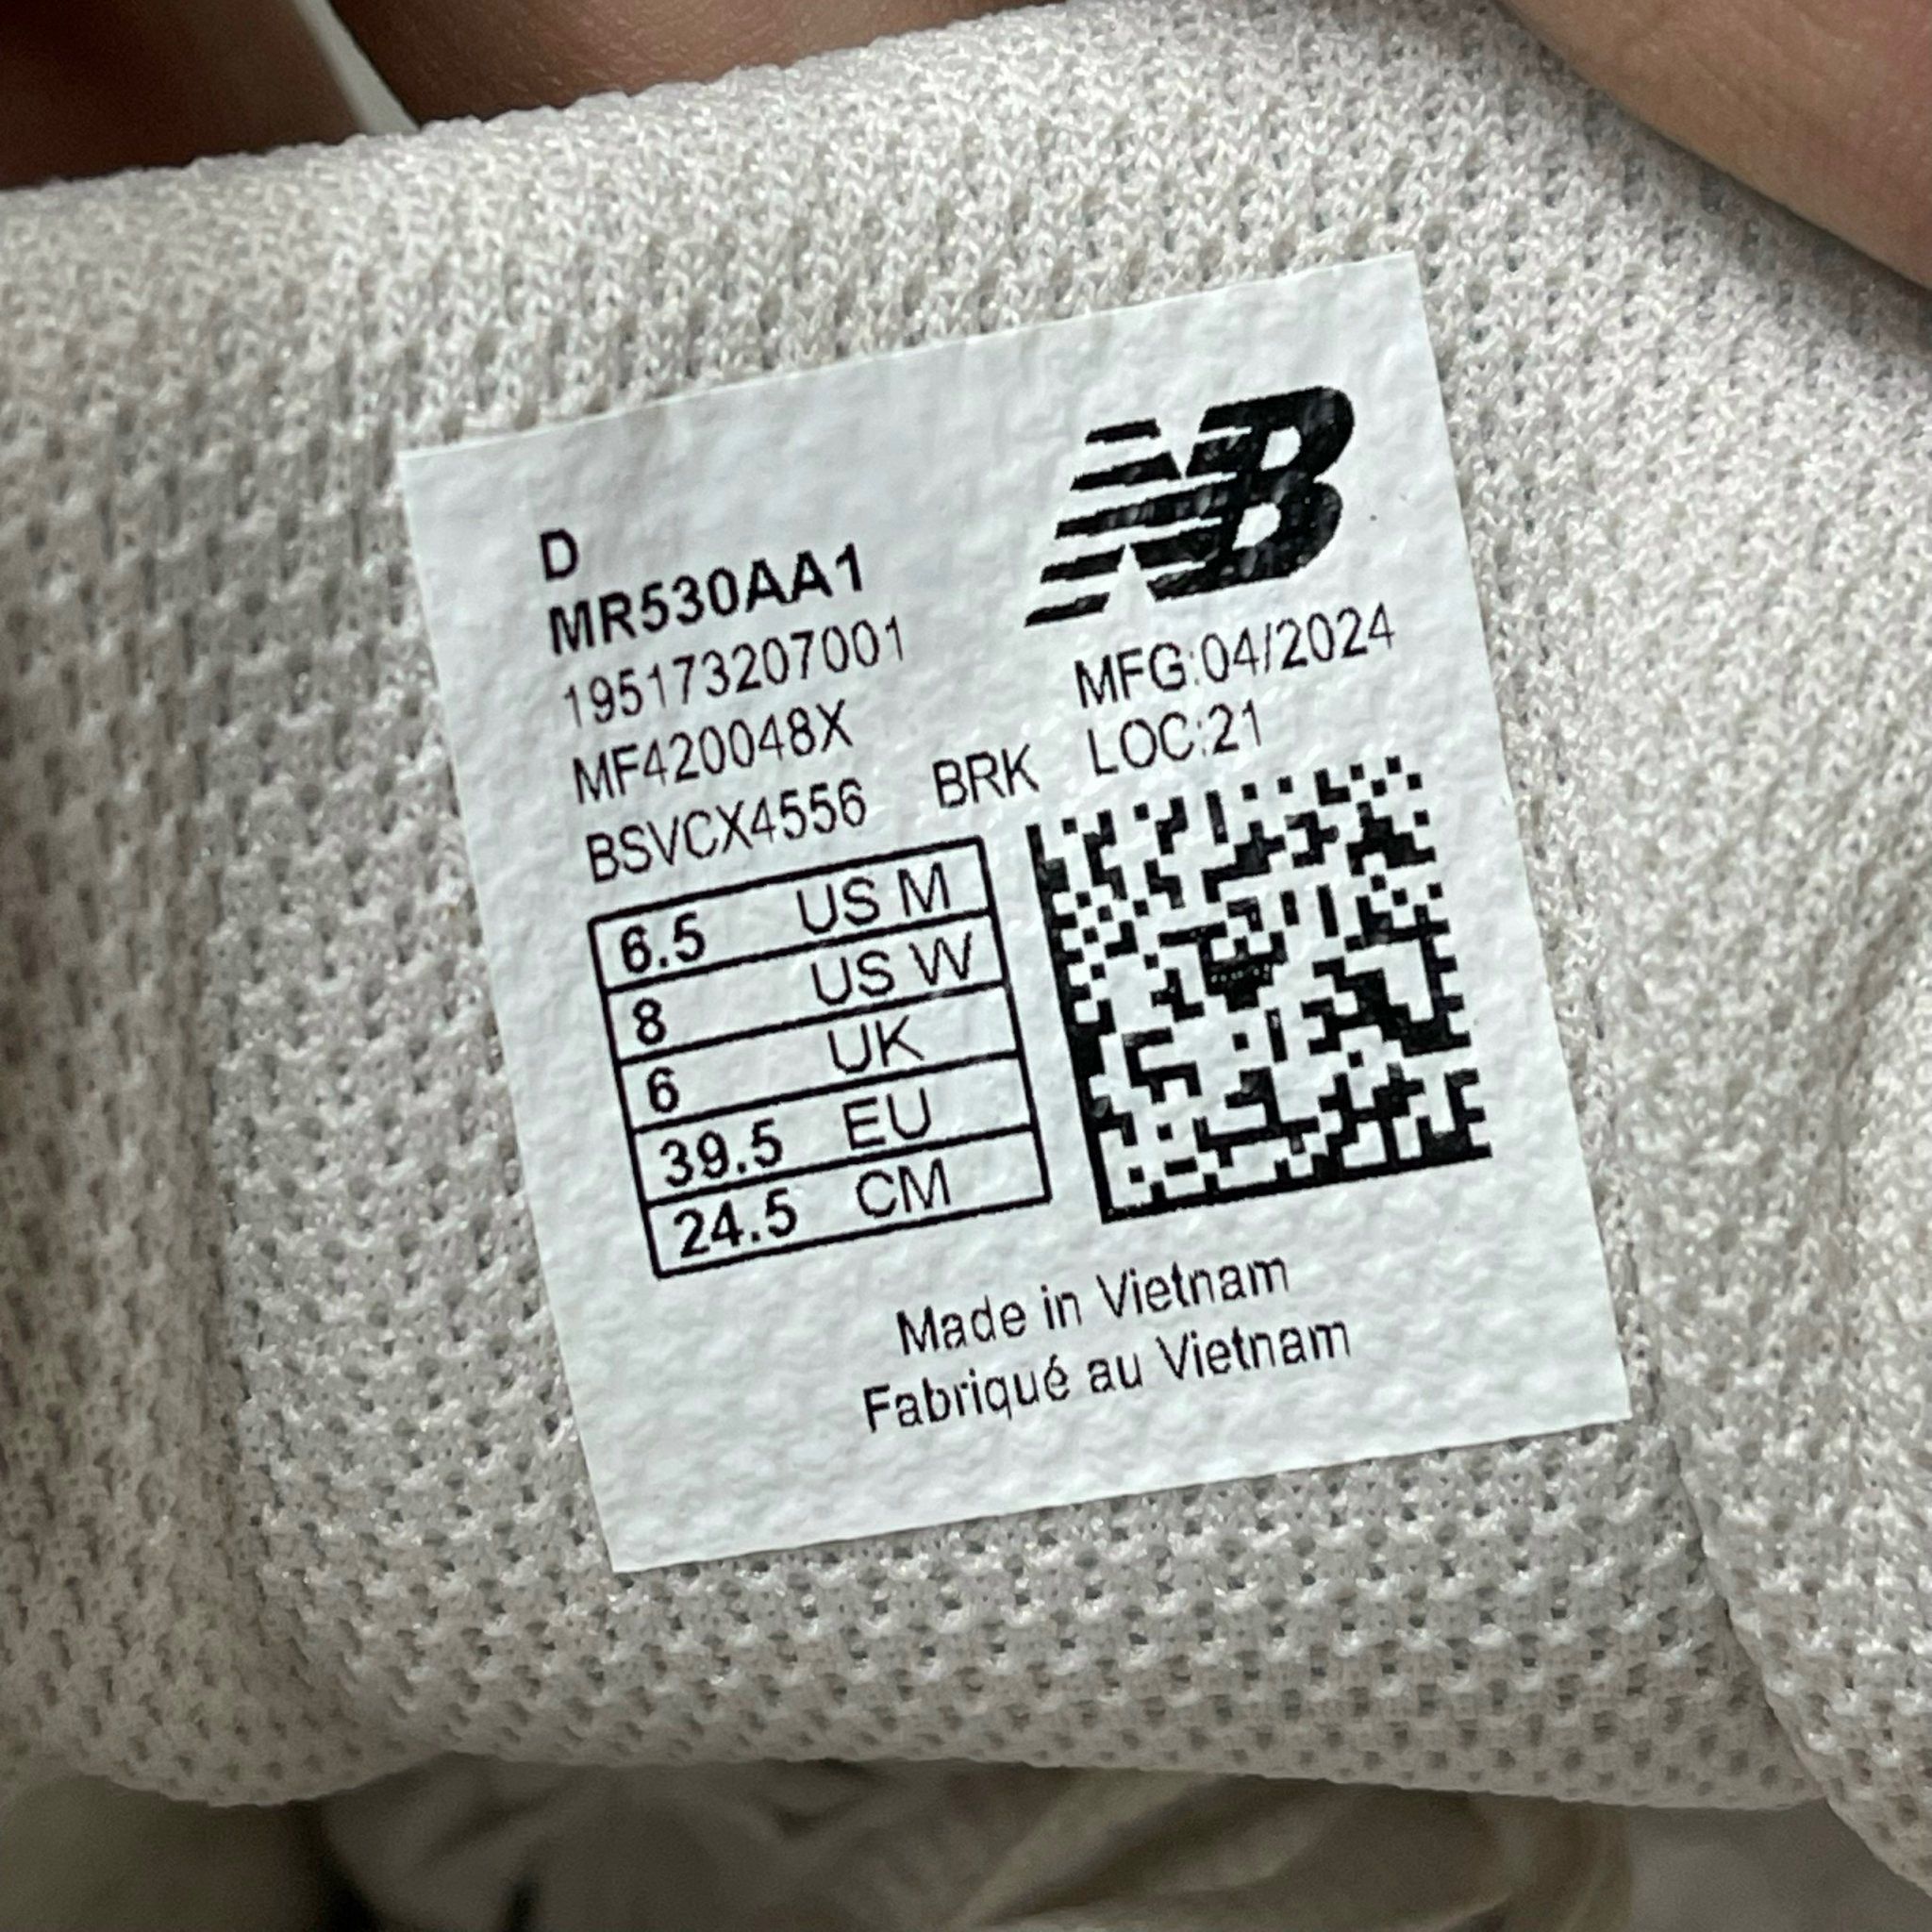 NB
D
MR530AA1
195173207001
MF420048X
BSVCX4556 BRK
MFG:04/2024
LOC:21
6.5 US M
8 US W
6 UK
39.5 EU
24.5 CM
Made in Vietnam
Fabriqué au Vietnam